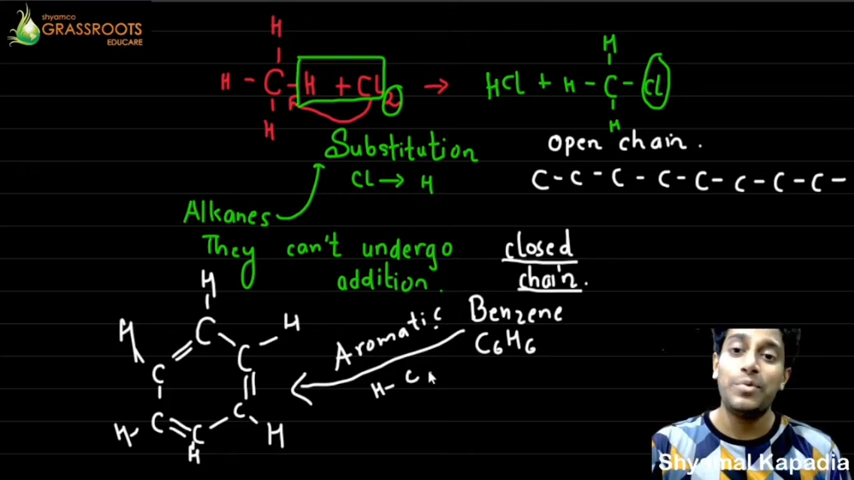 shyamco
GRASSROOTS
EDUCARE
H
H - C - H + Cl2 → HCl + H - C - Cl
H
H
H
Substitution
Cl → H
Open chain.
C - C - C - C - C - C - C - C -
Alkanes
They can't undergo
addition.
closed
chain.
Benzene
C6H6
Aromatic
H - C
H
H
C
H
C
C
C
C
H
C
H
H
Shyamal Kapadia